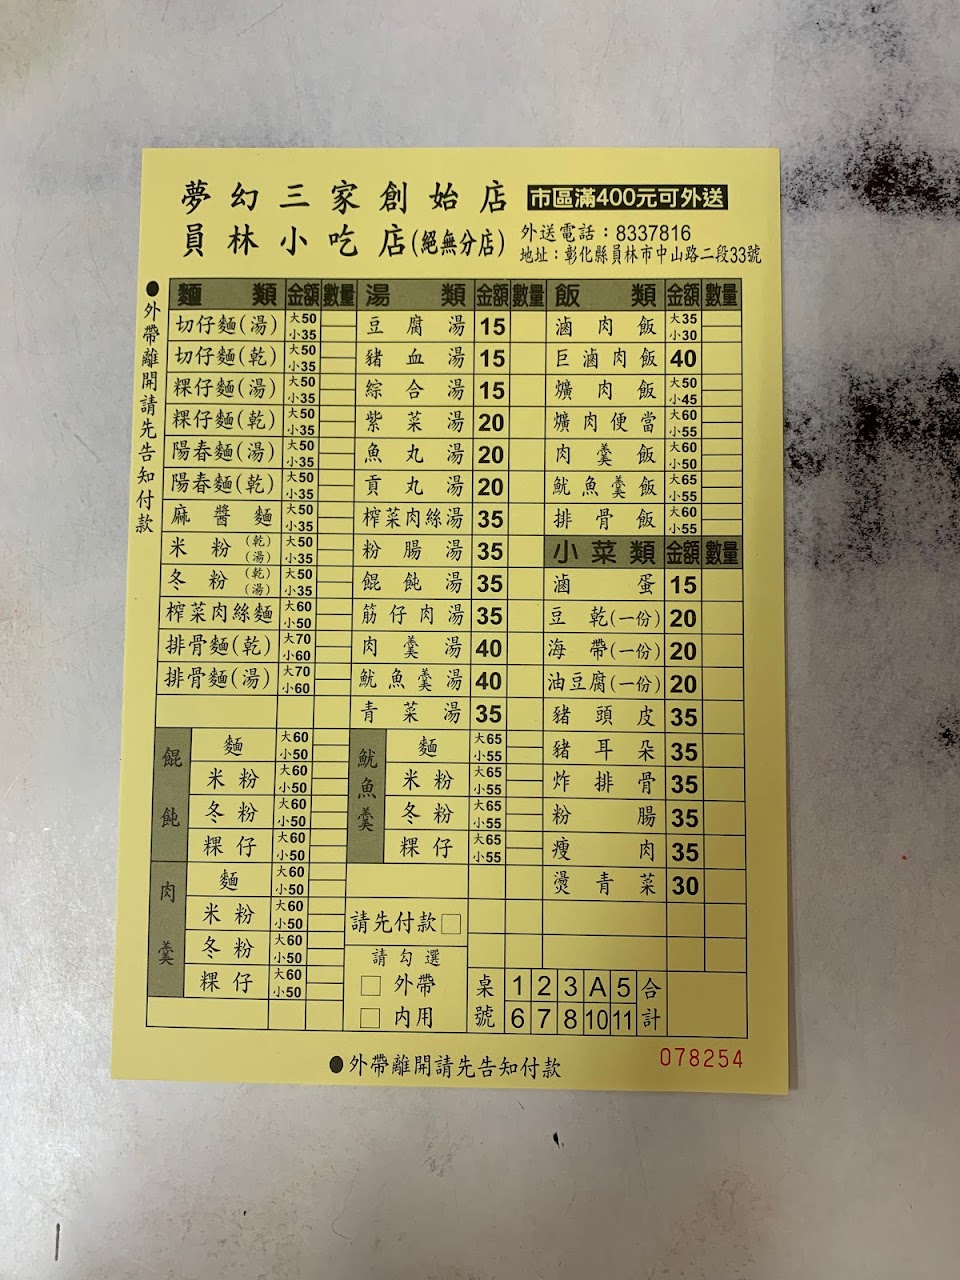 夢幻三家創始店
員林小吃店(絕無分店)
市區滿400元可外送
外送電話：8337816
地址：彰化縣員林市中山路二段33號
●外帶離開請先告知付款
麵類 金額 數量
切仔麵(湯) 大50 小35
切仔麵(乾) 大50 小35
粿仔麵(湯) 大50 小35
粿仔麵(乾) 大50 小35
陽春麵(湯) 大50 小35
陽春麵(乾) 大50 小35
麻醬麵 大50 小35
米粉(乾)(湯) 大50 小35
冬粉(乾)(湯) 大50 小35
榨菜肉絲麵 大60 小50
排骨麵(乾) 大70 小60
排骨麵(湯) 大70 小60
餛飩
麵 大60 小50
米粉 大60 小50
冬粉 大60 小50
粿仔 大60 小50
肉羹
麵 大60 小50
米粉 大60 小50
冬粉 大60 小50
粿仔 大60 小50
湯類 金額 數量
豆腐湯 15
豬血湯 15
綜合湯 15
紫菜湯 20
魚丸湯 20
貢丸湯 20
榨菜肉絲湯 35
粉腸湯 35
餛飩湯 35
筋仔肉湯 35
肉羹湯 40
魷魚羹湯 40
青菜湯 35
魷魚羹
麵 大65 小55
米粉 大65 小55
冬粉 大65 小55
粿仔 大65 小55
請先付款□
請勾選
□ 外帶
□ 內用
飯類 金額 數量
滷肉飯 大35 小30
巨滷肉飯 40
爌肉飯 大50 小45
爌肉便當 大60 小55
肉羹飯 大60 小50
魷魚羹飯 大65 小55
排骨飯 大60 小55
小菜類 金額 數量
滷蛋 15
豆乾(一份) 20
海帶(一份) 20
油豆腐(一份) 20
豬頭皮 35
豬耳朵 35
炸排骨 35
粉腸 35
瘦肉 35
燙青菜 30
桌號 1 2 3 A 5
6 7 8 10 11
合計
●外帶離開請先告知付款
078254